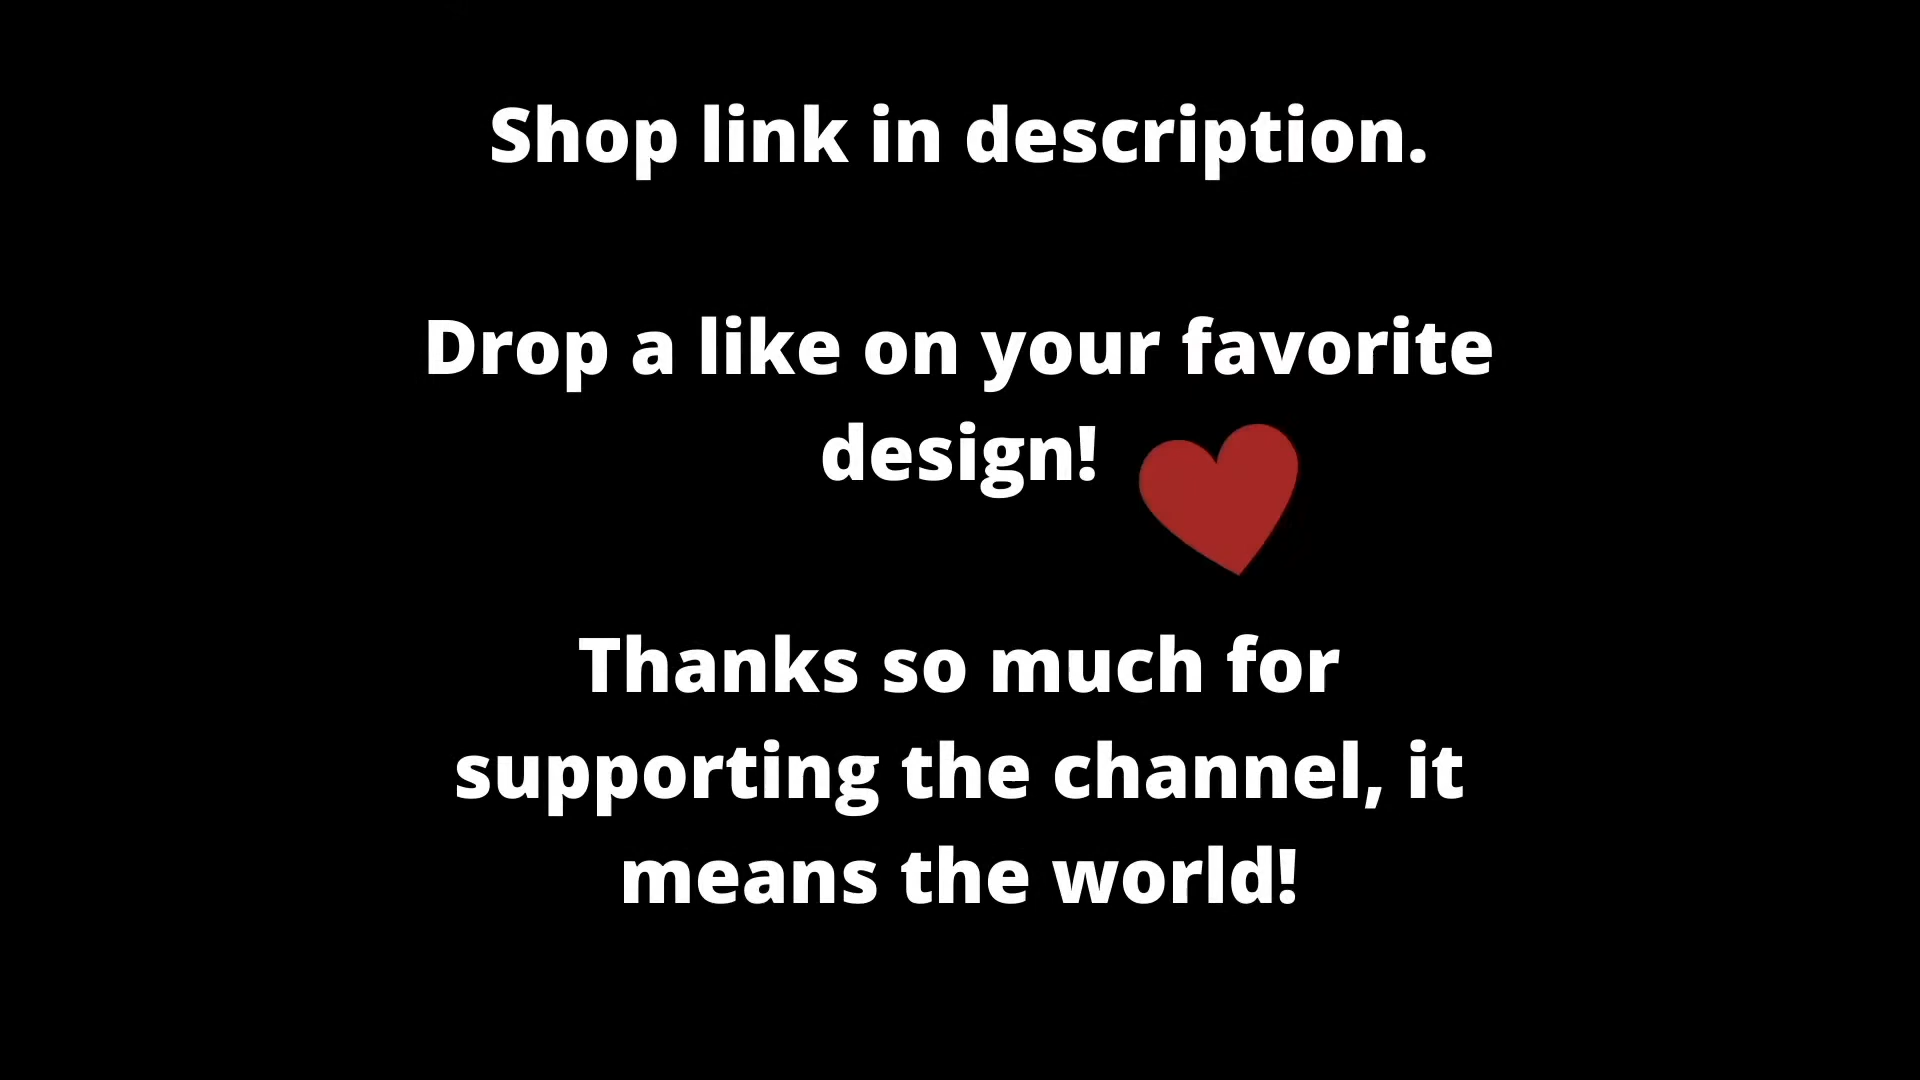 Shop link in description.
Drop a like on your favorite
design!
Thanks so much for
supporting the channel, it
means the world!